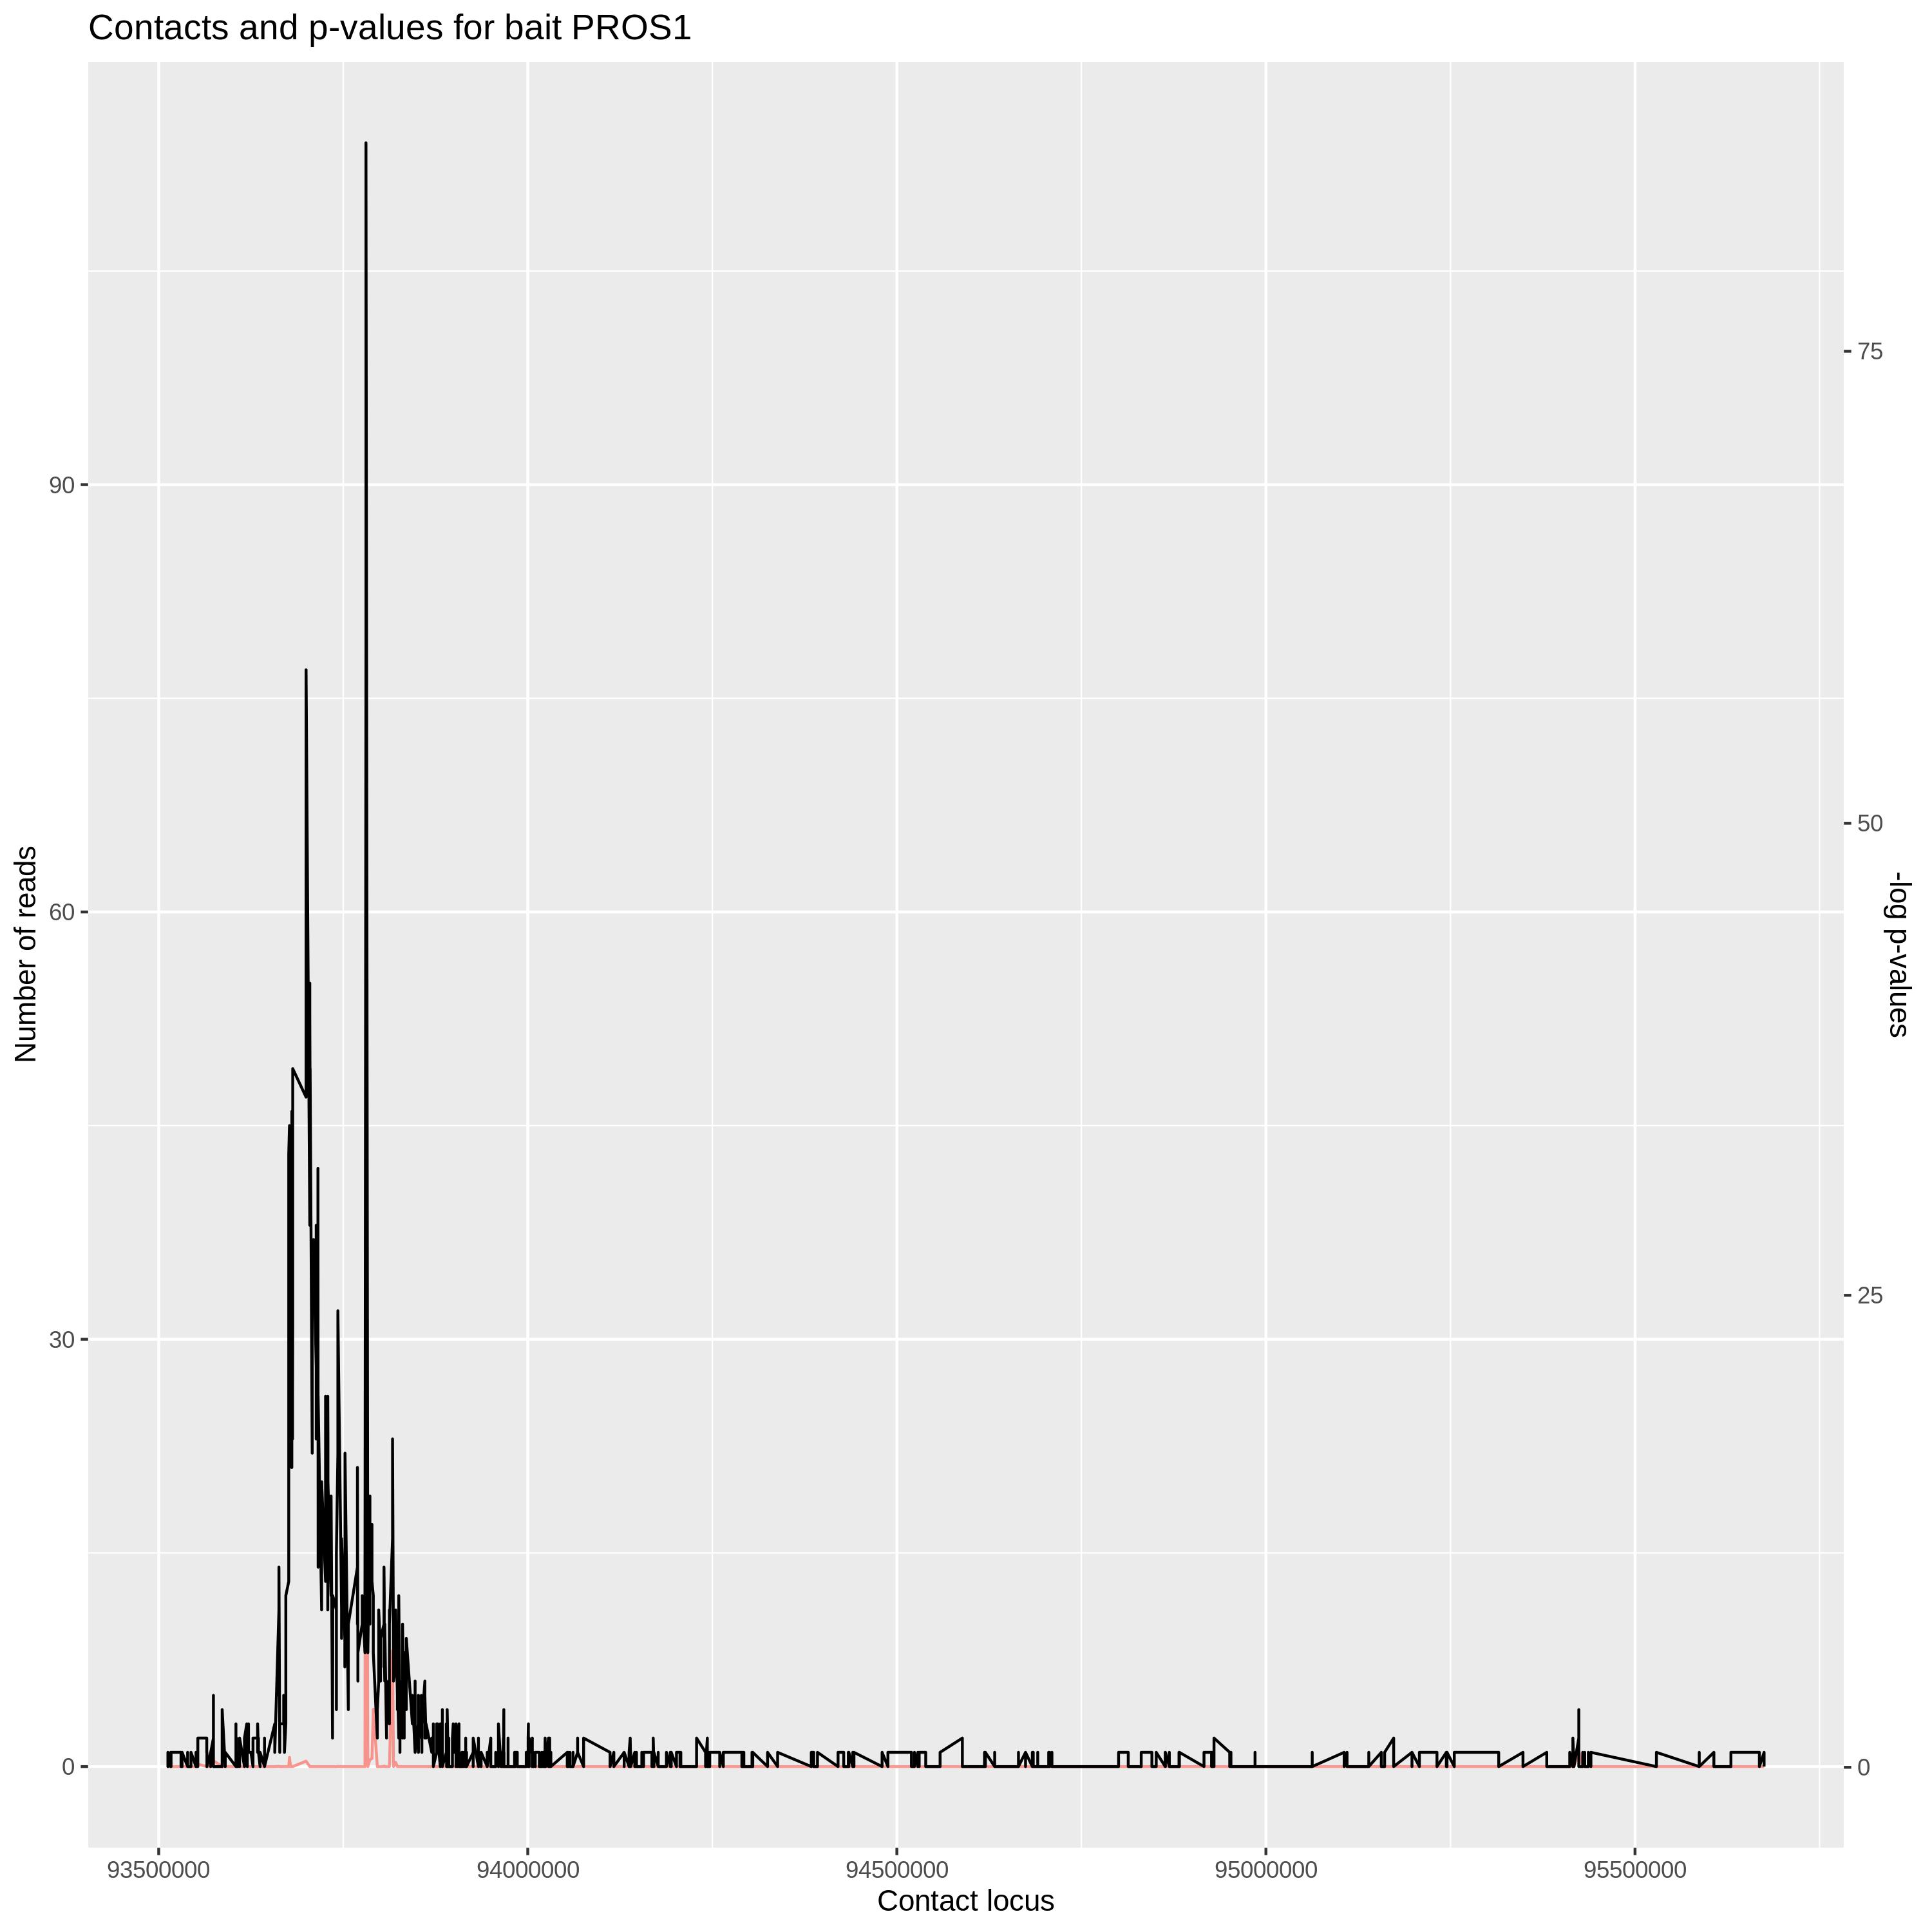 Contacts and p-values for bait PROS1
90
60
30
0
Number of reads
75
50
25
0
-log p-values
93500000 94000000 94500000 95000000 95500000
Contact locus